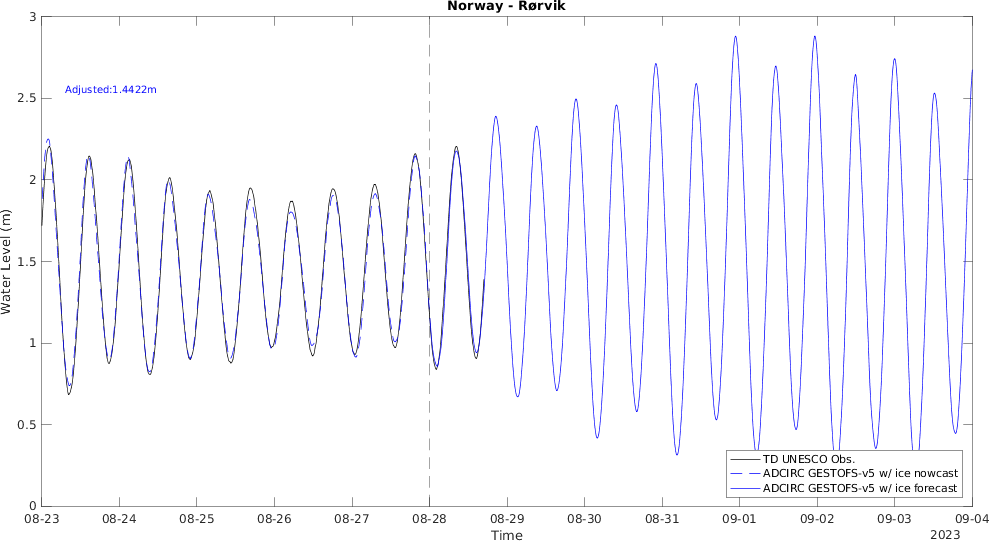 Norway - Rørvik
3
2.5
2
1.5
1
0.5
0
Water Level (m)
Adjusted:1.4422m
TD UNESCO Obs.
ADCIRC GESTOFS-v5 w/ ice nowcast
ADCIRC GESTOFS-v5 w/ ice forecast
08-23 08-24 08-25 08-26 08-27 08-28 08-29 08-30 08-31 09-01 09-02 09-03 09-04
Time
2023